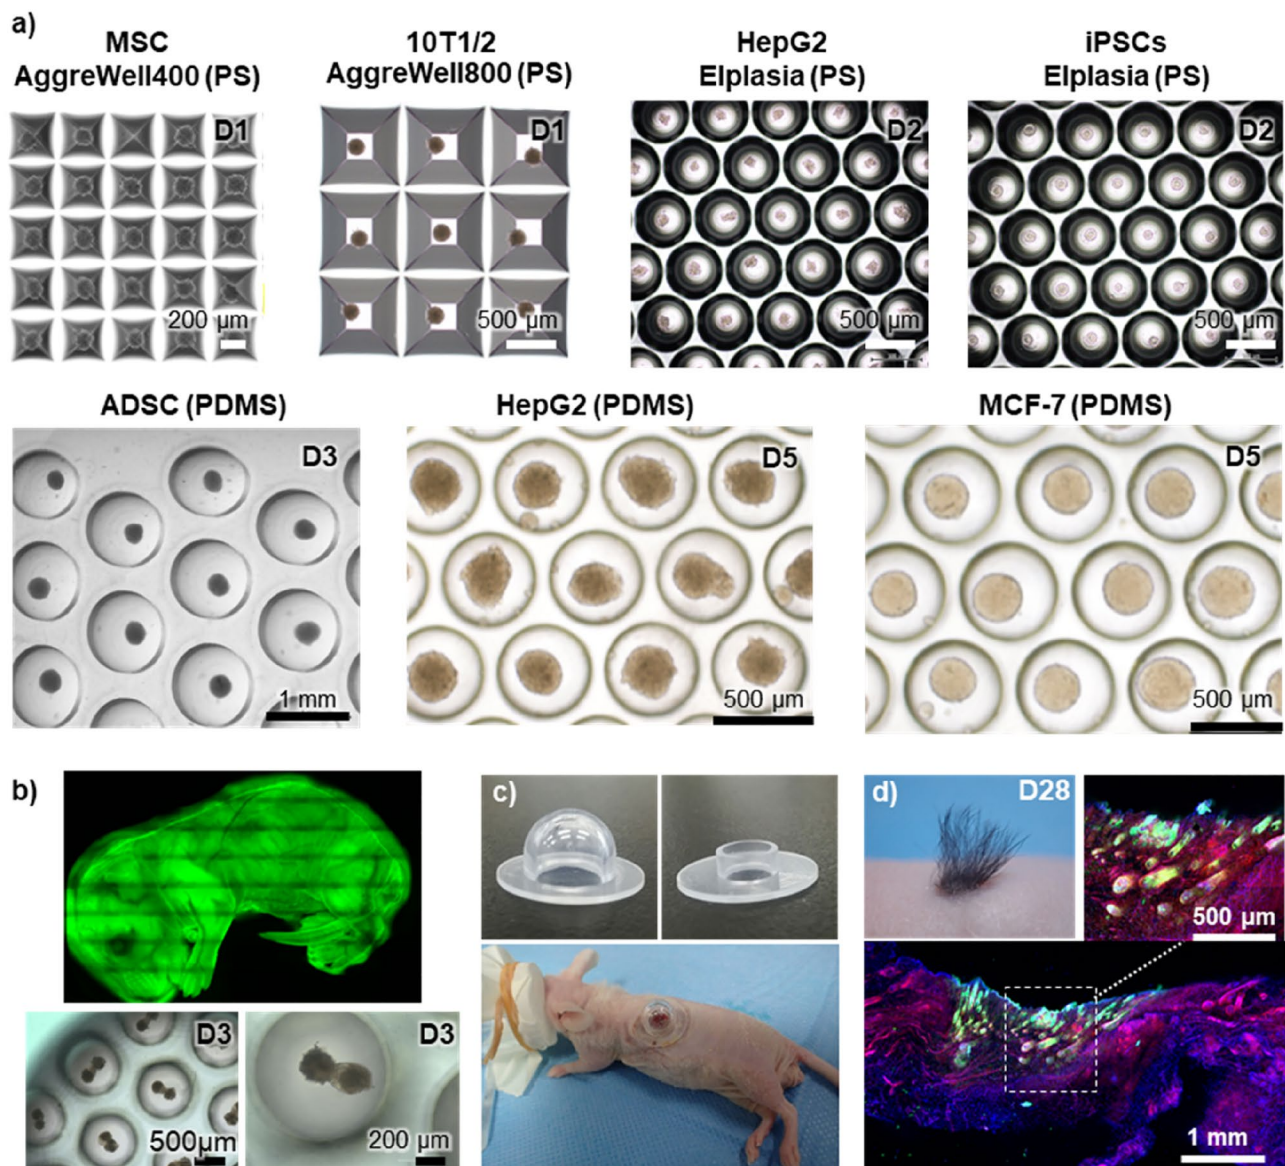 a)
MSC
AggreWell400 (PS)
10T1/2
AggreWell800 (PS)
HepG2
Elplasia (PS)
iPSCs
Elplasia (PS)
D1
200 µm
D1
500 µm
D2
500 µm
D2
500 µm
ADSC (PDMS)
HepG2 (PDMS)
MCF-7 (PDMS)
D3
1 mm
D5
500 µm
D5
500 µm
b)
D3
500µm
D3
200 µm
c)
d)
D28
500 µm
1 mm